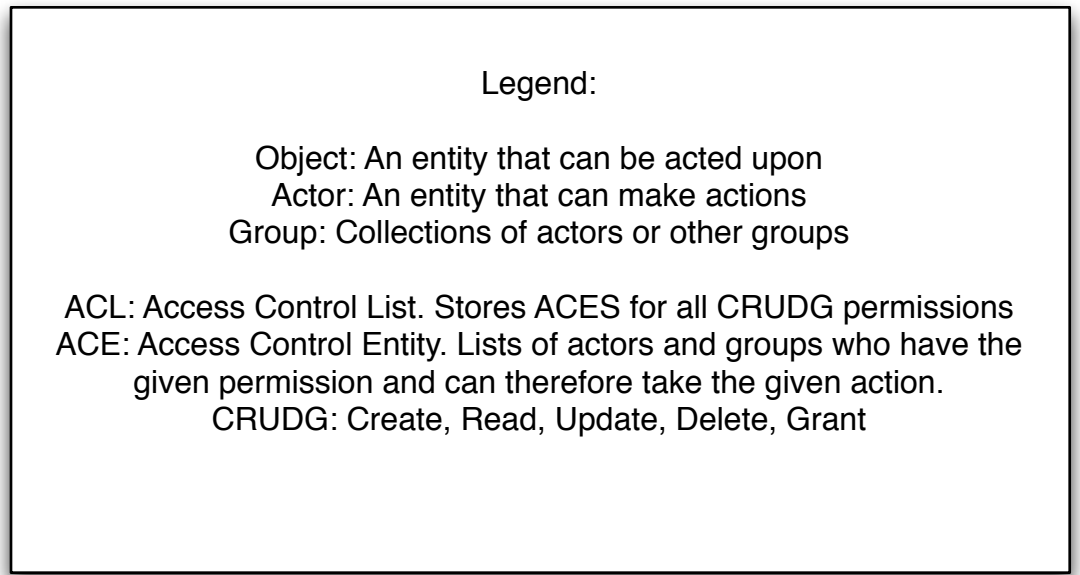 Legend:
Object: An entity that can be acted upon
Actor: An entity that can make actions
Group: Collections of actors or other groups
ACL: Access Control List. Stores ACES for all CRUDG permissions
ACE: Access Control Entity. Lists of actors and groups who have the
given permission and can therefore take the given action.
CRUDG: Create, Read, Update, Delete, Grant